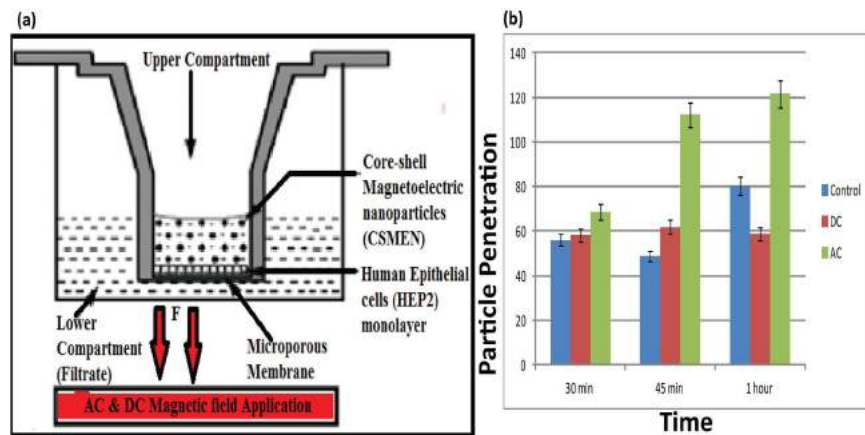 (a)
Upper Compartment
Core-shell
Magnetoelectric
nanoparticles
(CSMEN)
Human Epithelial
cells (HEP2)
monolayer
Lower
Compartment
(Filtrate)
F
Microporous
Membrane
AC & DC Magnetic field Application
(b)
Particle Penetration
140
120
100
80
60
40
20
0
30 min
45 min
1 hour
Time
Control
DC
AC